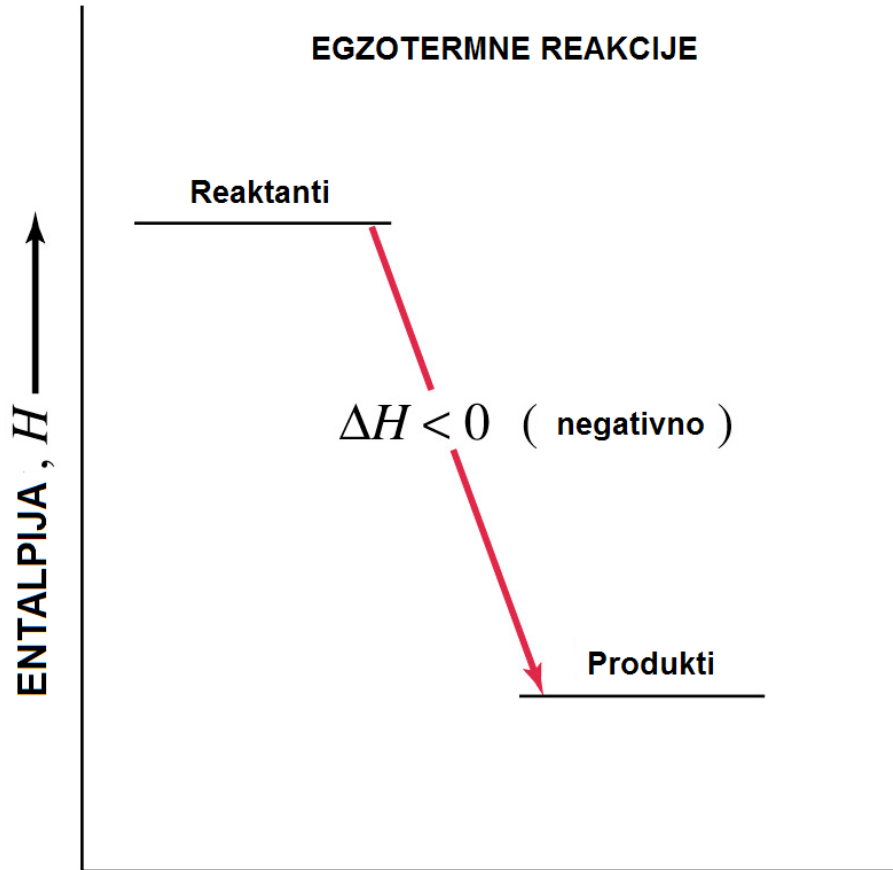 EGZOTERMNE REAKCIJE
Reaktanti
ΔH < 0 ( negativno )
Produkti
ENTALPIJA, H